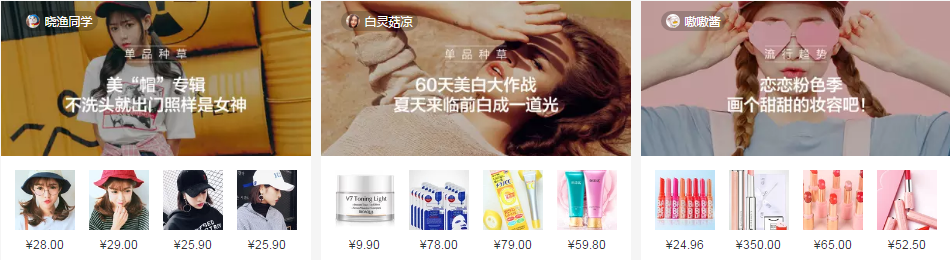 晓渔同学
单品种草
美“帽”专辑
不洗头就出门照样是女神
¥28.00
¥29.00
¥25.90
¥25.90
白灵菇凉
单品种草
60天美白大作战
夏天来临前白成一道光
V7 Toning Light
¥9.90
¥78.00
¥79.00
¥59.80
嗷嗷酱
流行趋势
恋恋粉色季
画个甜甜的妆容吧!
¥24.96
¥350.00
¥65.00
¥52.50